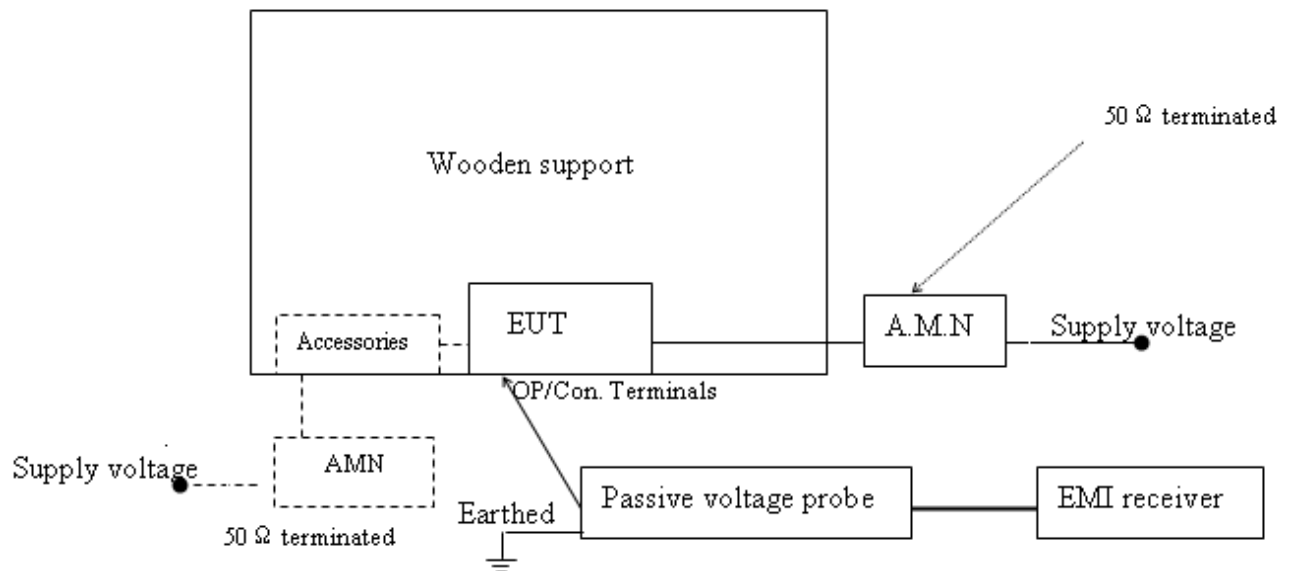 50 Ω terminated
Wooden support
EUT
A.M.N
Supply voltage
Accessories
OP/Con. Terminals
AMN
Supply voltage
50 Ω terminated
Earthed
Passive voltage probe
EMI receiver